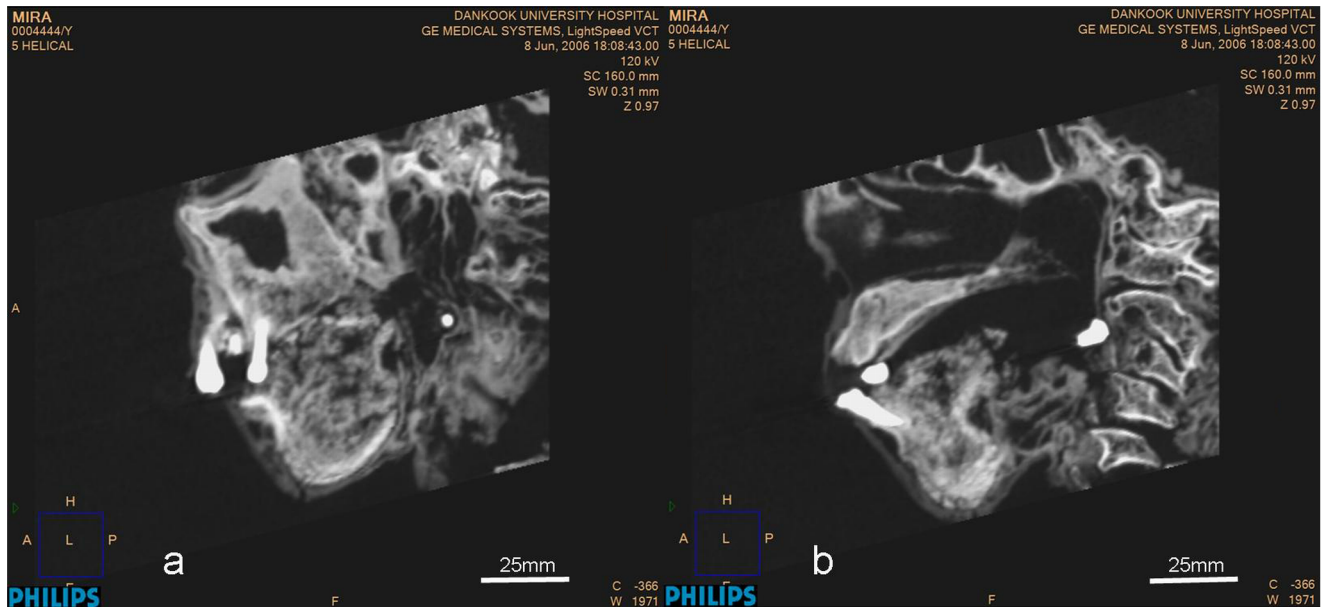 MIRA
0004444/Y
5 HELICAL
DANKOOK UNIVERSITY HOSPITAL
GE MEDICAL SYSTEMS, LightSpeed VCT
8 Jun, 2006 18:08:43.00
120 kV
SC 160.0 mm
SW 0.31 mm
Z 0.97
A
H
A L P
F
a
25mm
PHILIPS
F
C -366
W 1971
MIRA
0004444/Y
5 HELICAL
DANKOOK UNIVERSITY HOSPITAL
GE MEDICAL SYSTEMS, LightSpeed VCT
8 Jun, 2006 18:08:43.00
120 kV
SC 160.0 mm
SW 0.31 mm
Z 0.97
A
H
A L P
F
b
25mm
PHILIPS
F
C -366
W 1971